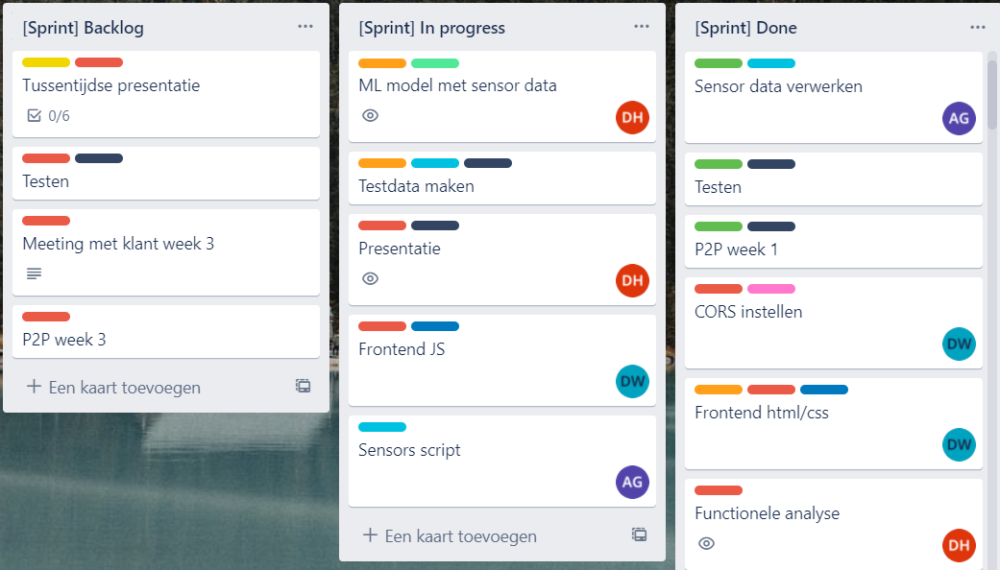 [Sprint] Backlog
Tussentijdse presentatie
0/6
Testen
Meeting met klant week 3
P2P week 3
Een kaart toevoegen
[Sprint] In progress
ML model met sensor data
DH
Testdata maken
Presentatie
DH
Frontend JS
DW
Sensors script
AG
Een kaart toevoegen
[Sprint] Done
Sensor data verwerken
AG
Testen
P2P week 1
CORS instellen
DW
Frontend html/css
DW
Functionele analyse
DH